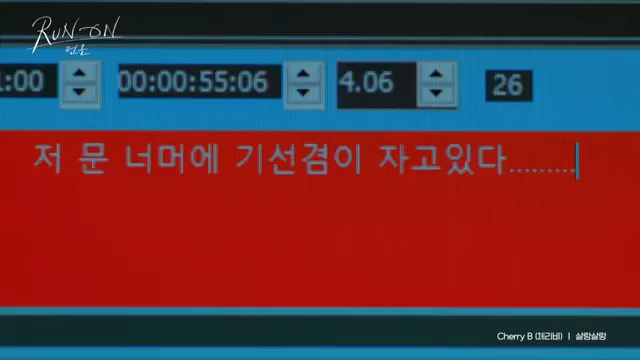 RUN-ON
런온
1:00 00:00:55:06 4.06 26
저 문 너머에 기선겸이 자고있다.........
Cherry B (체리비) | 살랑살랑